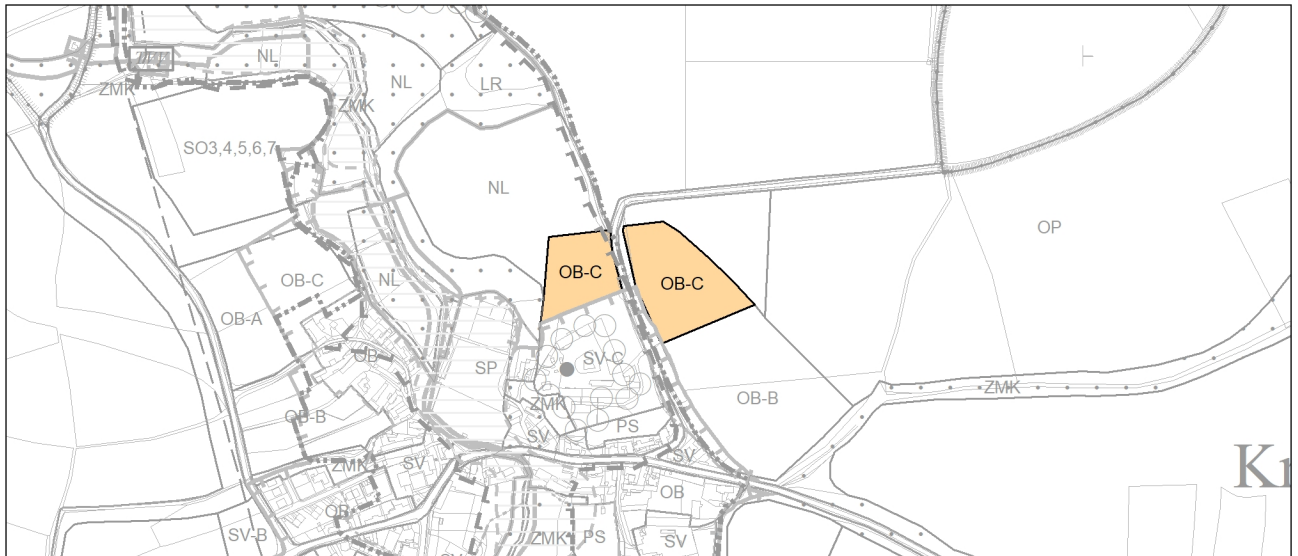 NL
NL
LR
ZMK
ZMK
SO3,4,5,6,7
NL
OP
OB-C
OB-C
OB-C
NL
OB-A
OB
SP
SV-C
ZMK
OB-B
OB-B
ZMK
PS
SV
ZMK
SV
SV
Kr
OB
OB
SV-B
ZMK
PS
SV
SV